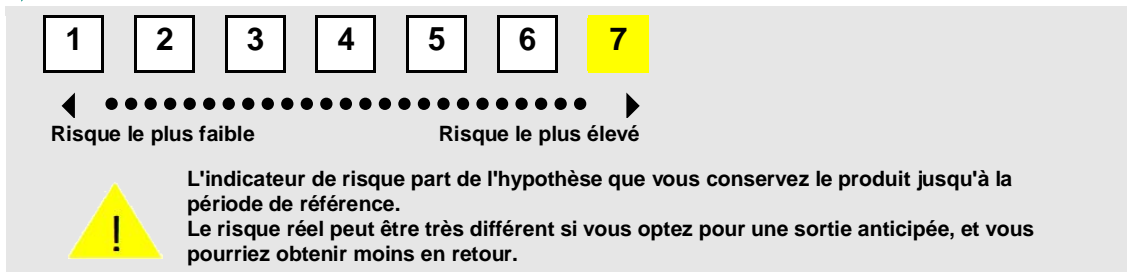 1 2 3 4 5 6 7
Risque le plus faible Risque le plus élevé
L'indicateur de risque part de l'hypothèse que vous conservez le produit jusqu'à la
période de référence.
! Le risque réel peut être très différent si vous optez pour une sortie anticipée, et vous
pourriez obtenir moins en retour.